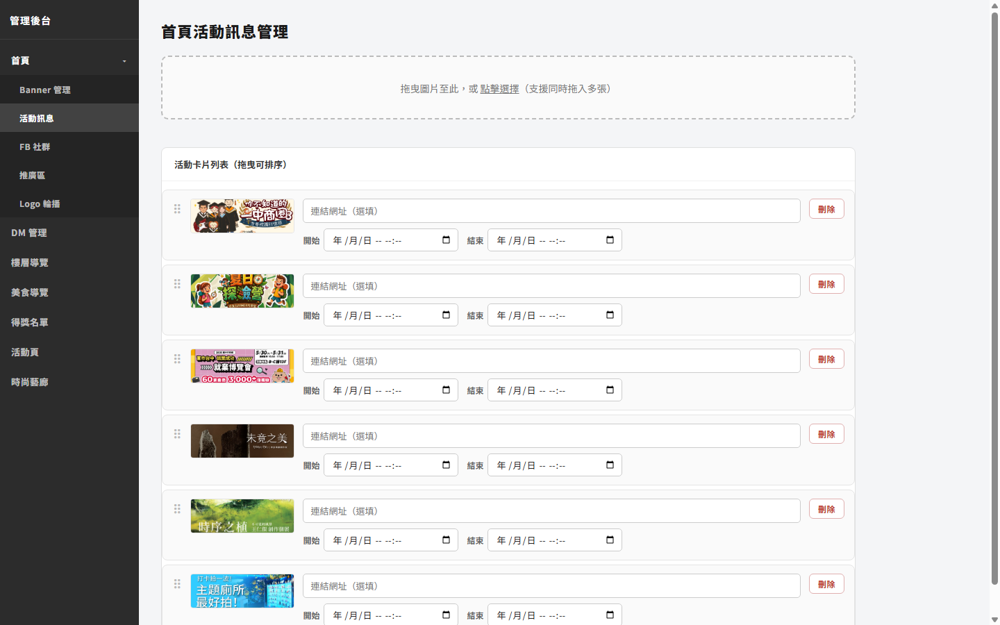 管理後台
首頁
Banner 管理
活動訊息
FB 社群
推廣區
Logo 輪播
DM 管理
樓層導覽
美食導覽
得獎名單
活動頁
時尚藝廊
首頁活動訊息管理
拖曳圖片至此，或 點擊選擇（支援同時拖入多張）
活動卡片列表（拖曳可排序）
你不知道的
一中商圈3
連結網址（選填）
刪除
開始 年 /月/日 -- --:--
結束 年 /月/日 -- --:--
夏日
探險營
連結網址（選填）
刪除
開始 年 /月/日 -- --:--
結束 年 /月/日 -- --:--
5/30 5/31
就業博覽會
60 3,000+
連結網址（選填）
刪除
開始 年 /月/日 -- --:--
結束 年 /月/日 -- --:--
未竟之美
連結網址（選填）
刪除
開始 年 /月/日 -- --:--
結束 年 /月/日 -- --:--
時序之植
連結網址（選填）
刪除
開始 年 /月/日 -- --:--
結束 年 /月/日 -- --:--
打卡拍一波!
主題廁所
最好拍!
連結網址（選填）
刪除
開始 年 /月/日 -- --:--
結束 年 /月/日 -- --:--